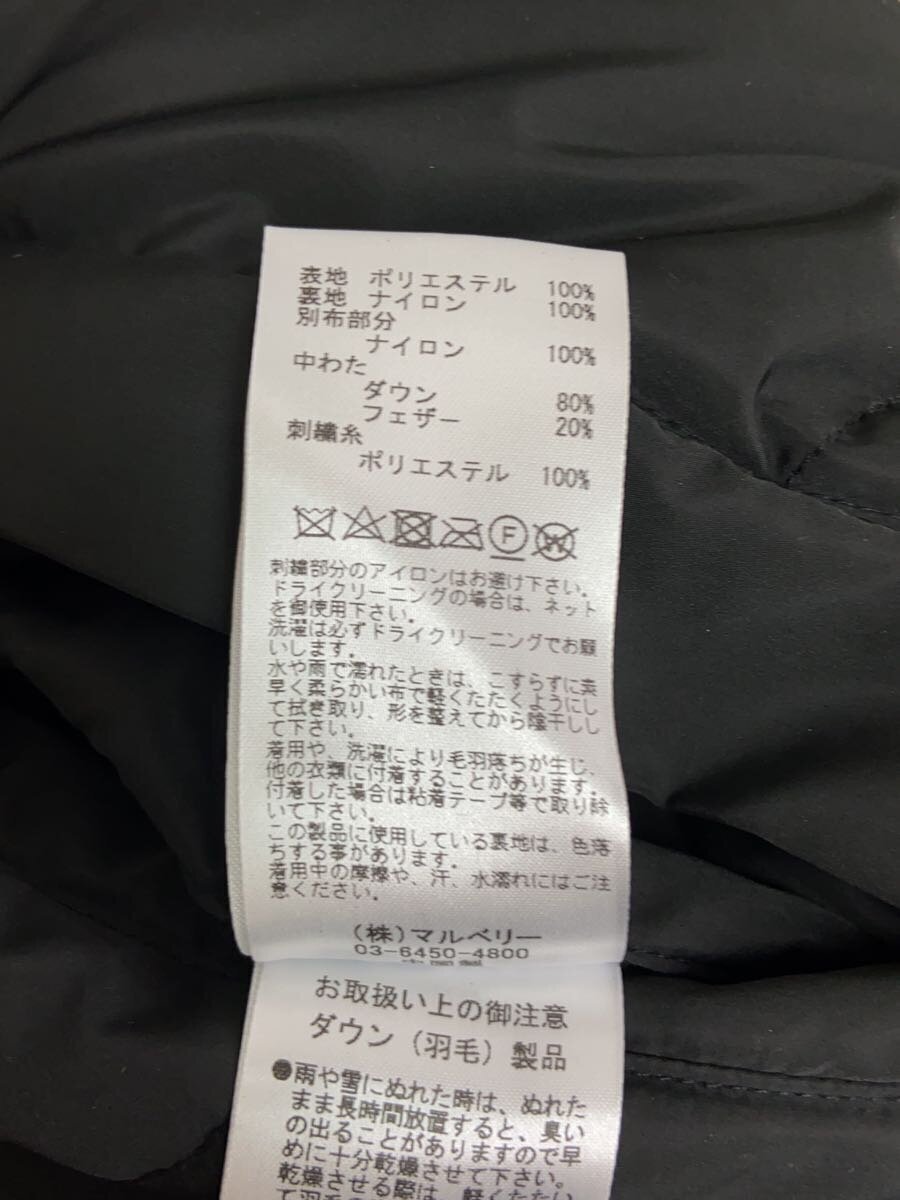 表地 ポリエステル 100%
裏地 ナイロン 100%
別布部分
ナイロン 100%
中わた
ダウン 80%
フェザー 20%
刺繍糸
ポリエステル 100%
F W
刺繍部分のアイロンはお避け下さい。
ドライクリーニングの場合は、ネット
を御使用下さい。
洗濯は必ずドライクリーニングでお願
いします。
水や雨で濡れたときは、こすらずに素
早く柔らかい布で軽くたたくようにし
て拭き取り、形を整えてから陰干しし
て下さい。
着用や、洗濯により毛羽落ちが生じ、
他の衣類に付着することがあります。
付着した場合は粘着テープ等で取り除
いて下さい。
この製品に使用している裏地は、色落
ちする事があります。
着用中の摩擦や、汗、水濡れにはご注
意ください。
(株)マルベリー
03-6450-4800
お取扱い上の御注意
ダウン(羽毛)製品
●雨や雪にぬれた時は、ぬれた
まま長時間放置すると、臭い
の出ることがありますので早
めに十分乾燥させて下さい。
乾燥させる際は、軽くたたい
て羽毛